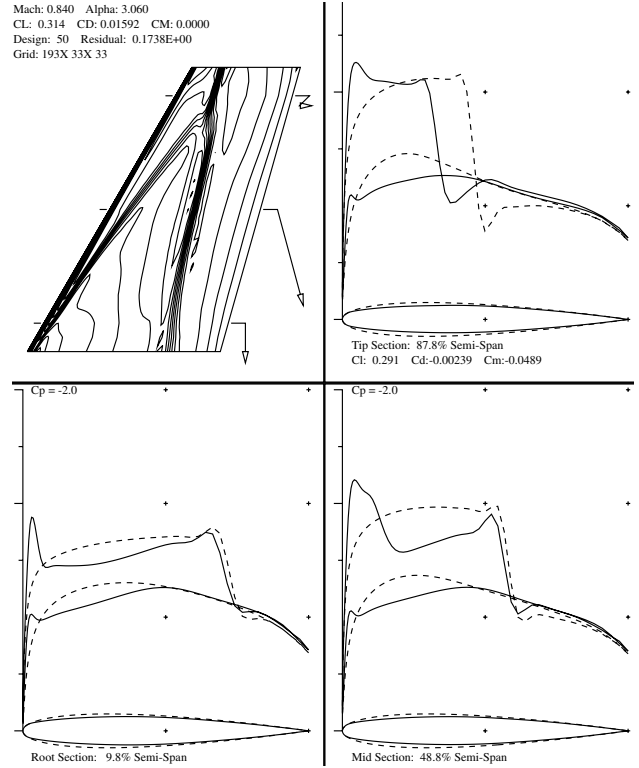 Mach: 0.840 Alpha: 3.060
CL: 0.314 CD: 0.01592 CM: 0.0000
Design: 50 Residual: 0.1738E+00
Grid: 193X 33X 33
Tip Section: 87.8% Semi-Span
Cl: 0.291 Cd:-0.00239 Cm:-0.0489
Cp = -2.0
Root Section: 9.8% Semi-Span
Cp = -2.0
Mid Section: 48.8% Semi-Span